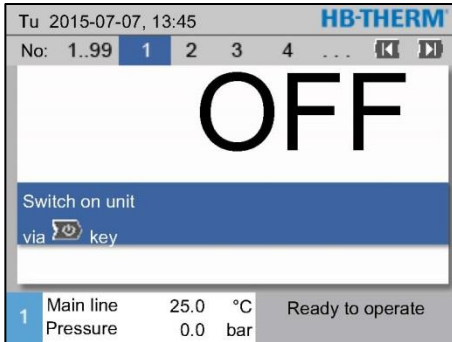 Tu 2015-07-07, 13:45 HB-THERM
No: 1..99 1 2 3 4 ...
OFF
Switch on unit
via key
1 Main line 25.0 °C Ready to operate
Pressure 0.0 bar